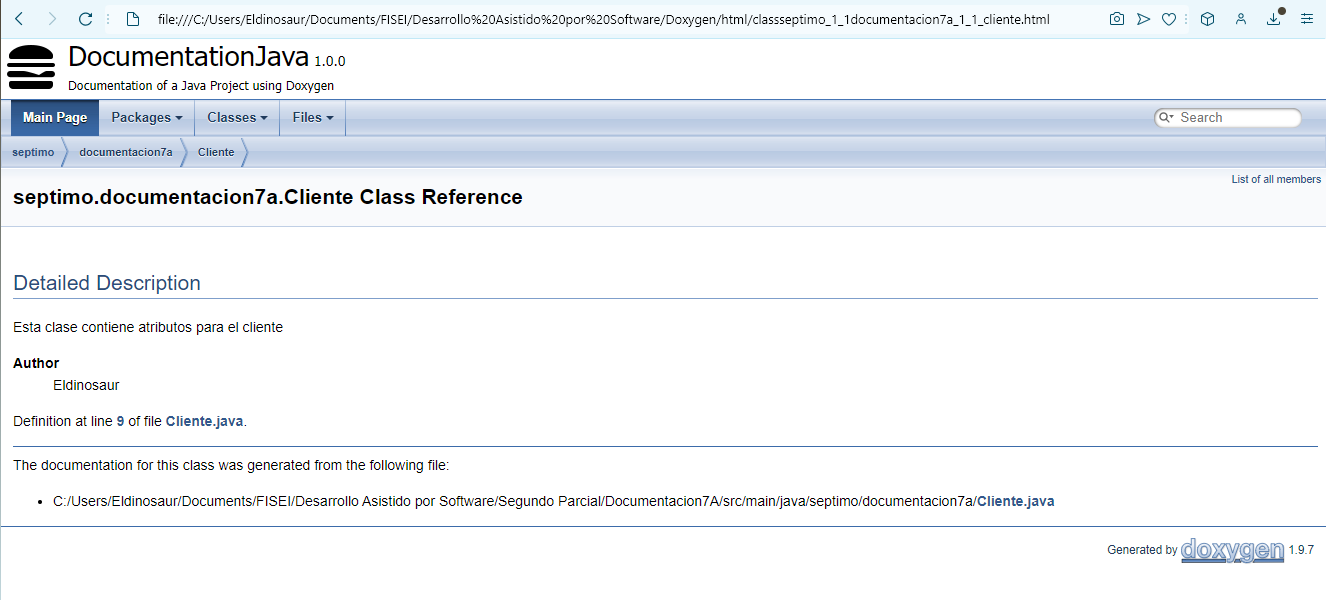 file:///C:/Users/Eldinosaur/Documents/FISEI/Desarrollo%20Asistido%20por%20Software/Doxygen/html/classseptimo_1_1documentacion7a_1_1_cliente.html
DocumentationJava 1.0.0
Documentation of a Java Project using Doxygen
Main Page Packages Classes Files Search
septimo documentacion7a Cliente
List of all members
septimo.documentacion7a.Cliente Class Reference
Detailed Description
Esta clase contiene atributos para el cliente
Author
Eldinosaur
Definition at line 9 of file Cliente.java.
The documentation for this class was generated from the following file:
• C:/Users/Eldinosaur/Documents/FISEI/Desarrollo Asistido por Software/Segundo Parcial/Documentacion7A/src/main/java/septimo/documentacion7a/Cliente.java
Generated by doxygen 1.9.7